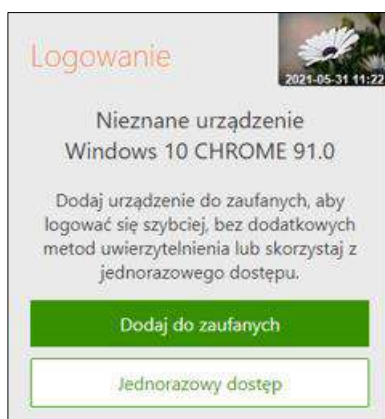 Logowanie
2021-05-31 11:22
Nieznane urządzenie
Windows 10 CHROME 91.0
Dodaj urządzenie do zaufanych, aby
logować się szybciej, bez dodatkowych
metod uwierzytelnienia lub skorzystaj z
jednorazowego dostępu.
Dodaj do zaufanych
Jednorazowy dostęp